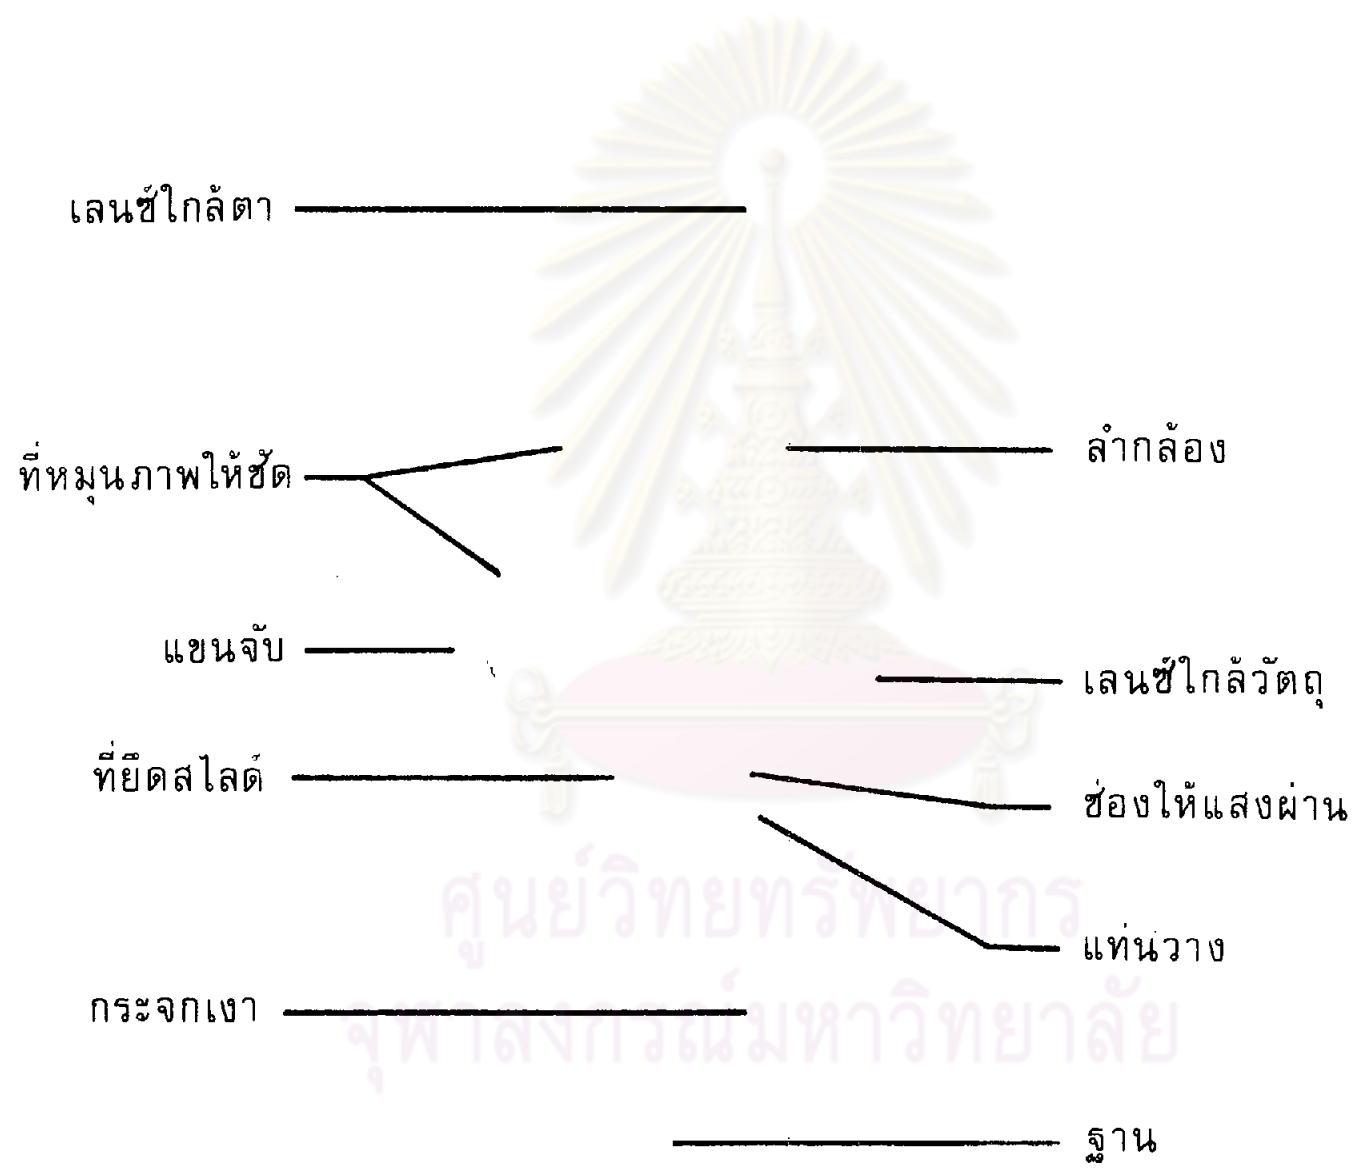 เลนซ์ใกล้ตา
ที่หมุนภาพให้ชัด
ลำกล้อง
แขนจับ
เลนซ์ใกล้วัตถุ
ที่ยึดสไลด์
ช่องให้แสงผ่าน
ศูนย์วิทยทรัพยากร
แท่นวาง
กระจกเงา
จุฬาลงกรณ์มหาวิทยาลัย
ฐาน